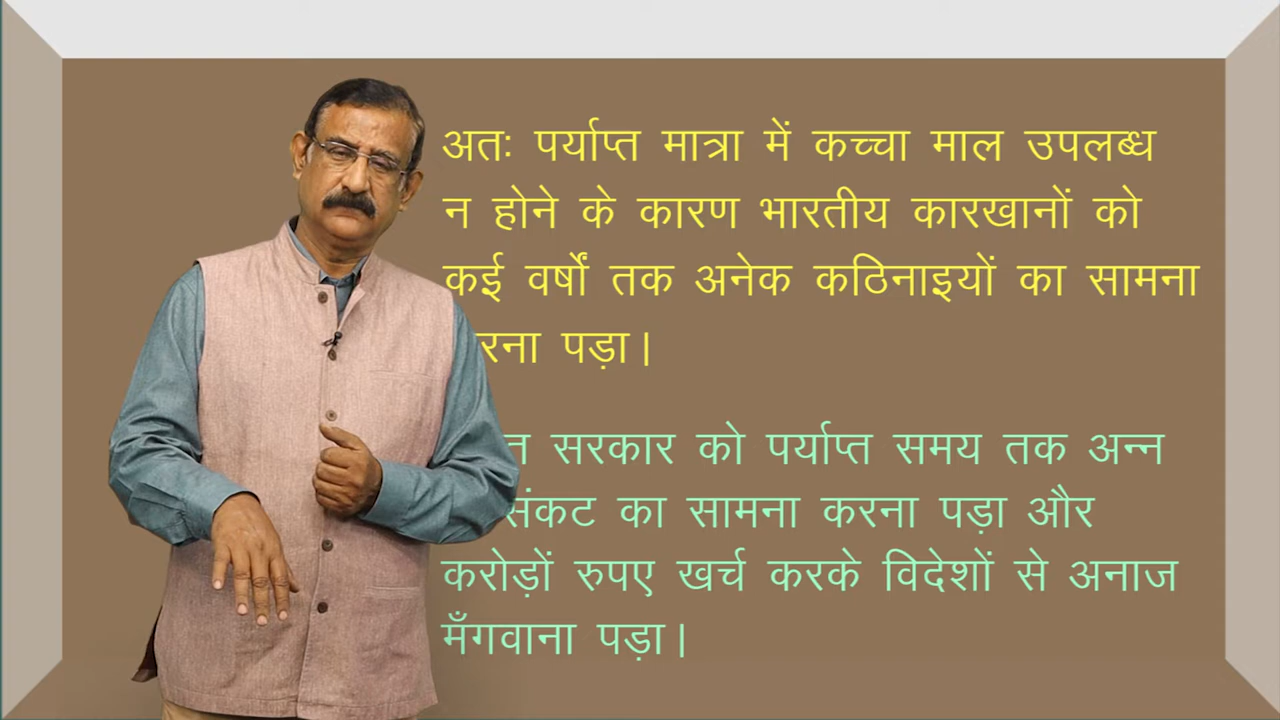 अतः पर्याप्त मात्रा में कच्चा माल उपलब्ध
न होने के कारण भारतीय कारखानों को
कई वर्षों तक अनेक कठिनाइयों का सामना
पड़ा।
सरकार को पर्याप्त समय तक अन्न
संकट का सामना करना पड़ा और
करोड़ों रुपए खर्च करके विदेशों से अनाज
मँगवाना पड़ा।